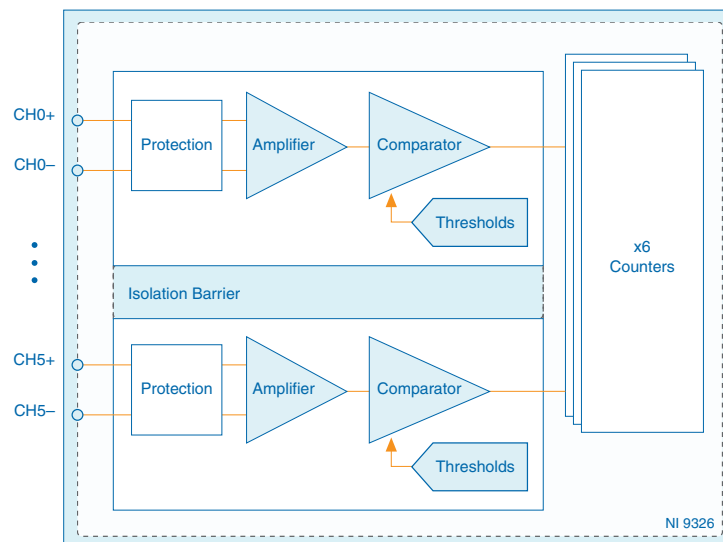 CH0+
CH0–
Protection
Amplifier
Comparator
Thresholds
Isolation Barrier
x6
Counters
CH5+
CH5–
Protection
Amplifier
Comparator
Thresholds
NI 9326